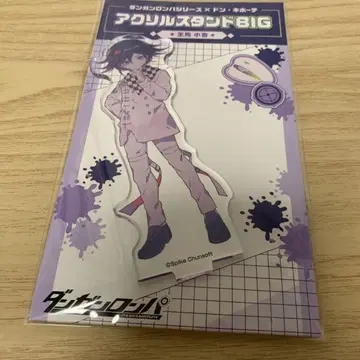 ダンガンロンパシリーズ × ドン・キホーテ
アクリルスタンドBIG
王馬 小吉
©Spike Chunsoft
ダンガンロンパ